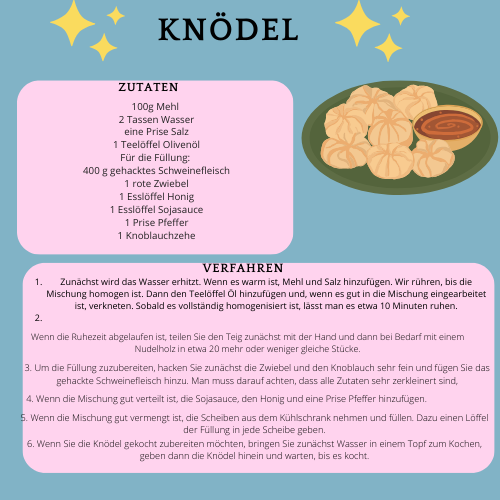 KNÖDEL
ZUTATEN
100g Mehl
2 Tassen Wasser
eine Prise Salz
1 Teelöffel Olivenöl
Für die Füllung:
400 g gehacktes Schweinefleisch
1 rote Zwiebel
1 Esslöffel Honig
1 Esslöffel Sojasauce
1 Prise Pfeffer
1 Knoblauchzehe
VERFAHREN
1. Zunächst wird das Wasser erhitzt. Wenn es warm ist, Mehl und Salz hinzufügen. Wir rühren, bis die
Mischung homogen ist. Dann den Teelöffel Öl hinzufügen und, wenn es gut in die Mischung eingearbeitet
ist, verkneten. Sobald es vollständig homogenisiert ist, lässt man es etwa 10 Minuten ruhen.
2.
Wenn die Ruhezeit abgelaufen ist, teilen Sie den Teig zunächst mit der Hand und dann bei Bedarf mit einem
Nudelholz in etwa 20 mehr oder weniger gleiche Stücke.
3. Um die Füllung zuzubereiten, hacken Sie zunächst die Zwiebel und den Knoblauch sehr fein und fügen Sie das
gehackte Schweinefleisch hinzu. Man muss darauf achten, dass alle Zutaten sehr zerkleinert sind,
4. Wenn die Mischung gut verteilt ist, die Sojasauce, den Honig und eine Prise Pfeffer hinzufügen.
5. Wenn die Mischung gut vermengt ist, die Scheiben aus dem Kühlschrank nehmen und füllen. Dazu einen Löffel
der Füllung in jede Scheibe geben.
6. Wenn Sie die Knödel gekocht zubereiten möchten, bringen Sie zunächst Wasser in einem Topf zum Kochen,
geben dann die Knödel hinein und warten, bis es kocht.